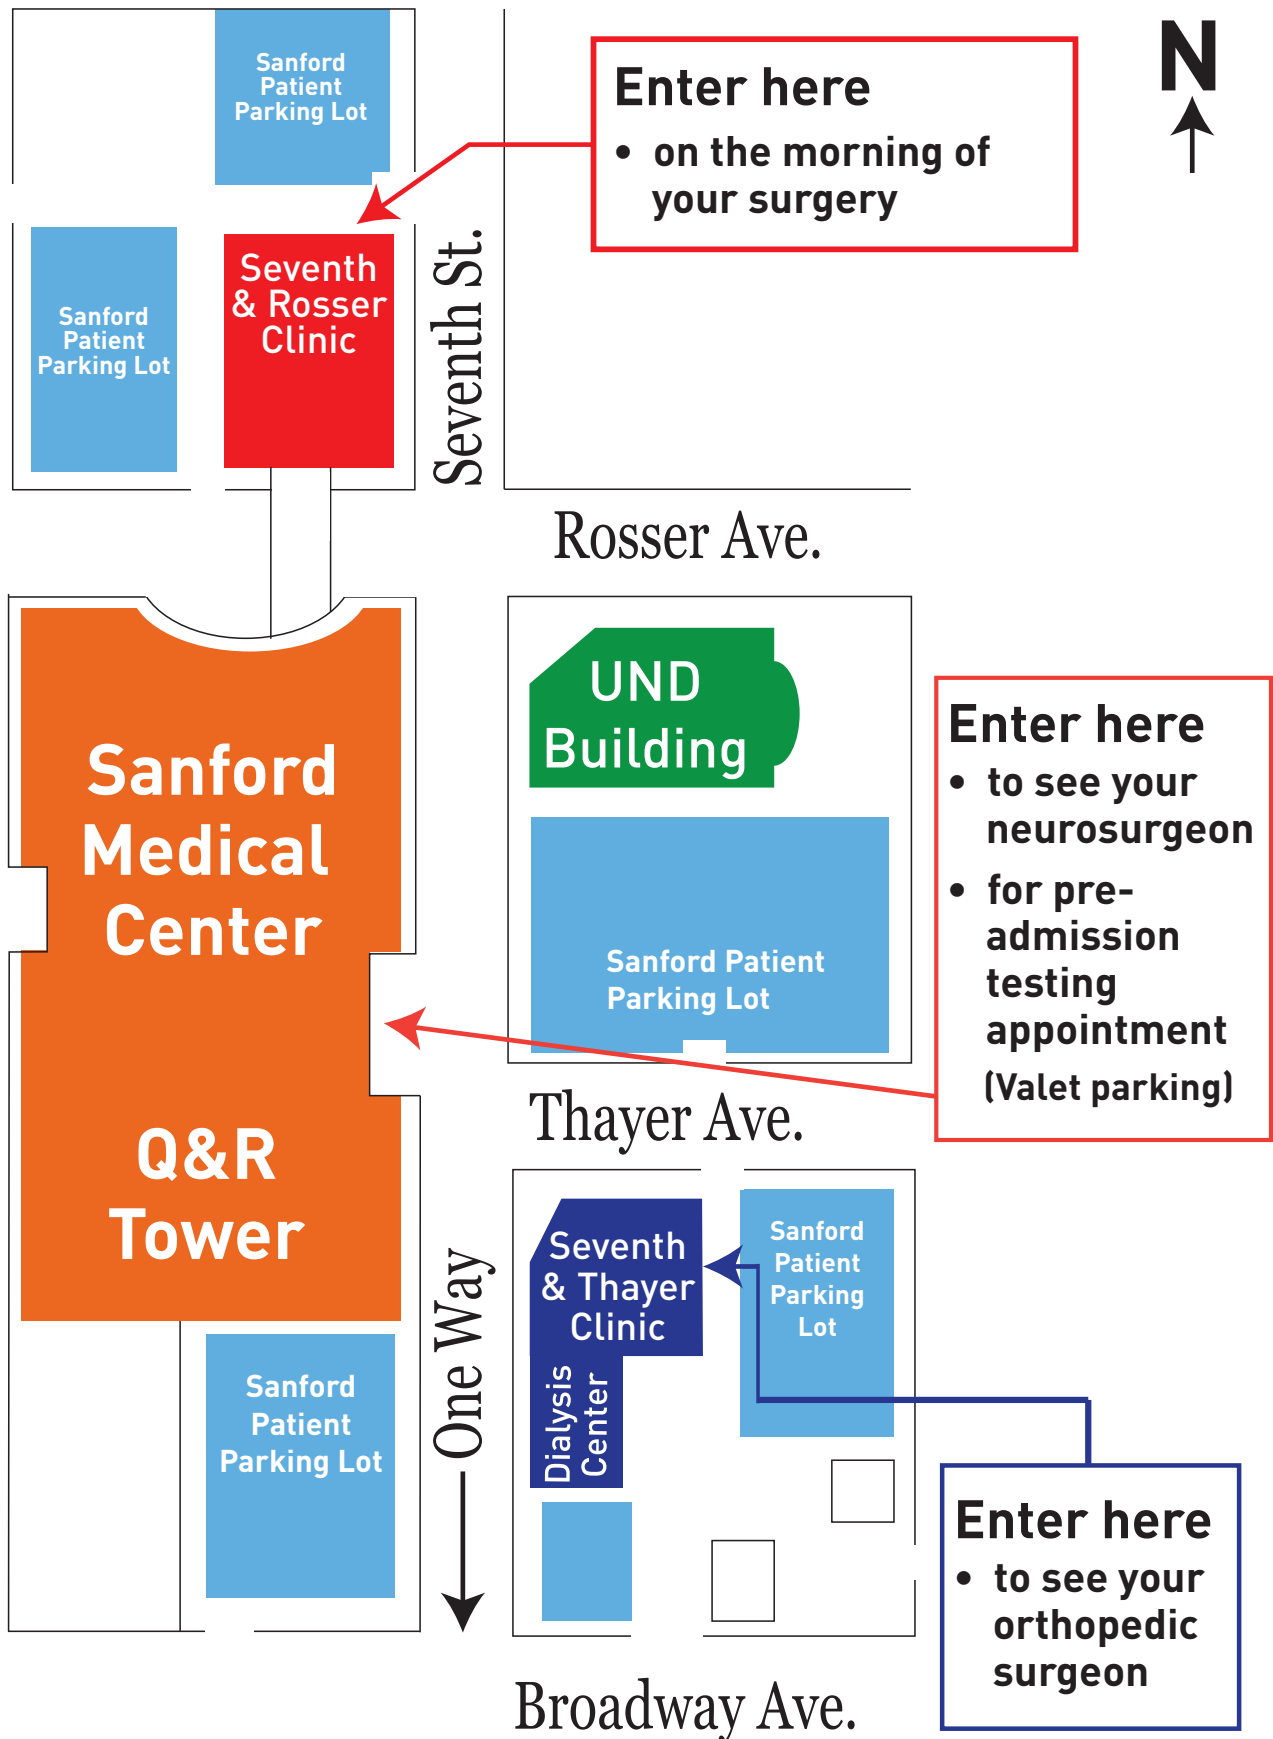 Sanford
Patient
Parking Lot
Enter here
• on the morning of
your surgery
N
Sanford
Patient
Parking Lot
Seventh
& Rosser
Clinic
Seventh St.
Rosser Ave.
Sanford
Medical
Center
Q&R
Tower
UND
Building
Sanford Patient
Parking Lot
Enter here
• to see your
neurosurgeon
• for pre-
admission
testing
appointment
(Valet parking)
Thayer Ave.
Seventh
& Thayer
Clinic
Dialysis
Center
Sanford
Patient
Parking
Lot
Sanford
Patient
Parking Lot
One Way
Enter here
• to see your
orthopedic
surgeon
Broadway Ave.